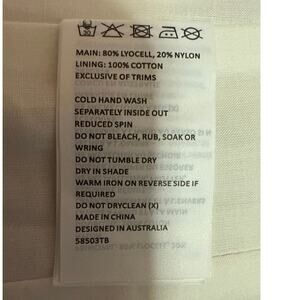 30
MAIN: 80% LYOCELL, 20% NYLON
LINING: 100% COTTON
EXCLUSIVE OF TRIMS
COLD HAND WASH
SEPARATELY INSIDE OUT
REDUCED SPIN
DO NOT BLEACH, RUB, SOAK OR
WRING
DO NOT TUMBLE DRY
DRY IN SHADE
WARM IRON ON REVERSE SIDE IF
REQUIRED
DO NOT DRYCLEAN (X)
MADE IN CHINA
DESIGNED IN AUSTRALIA
58503TB